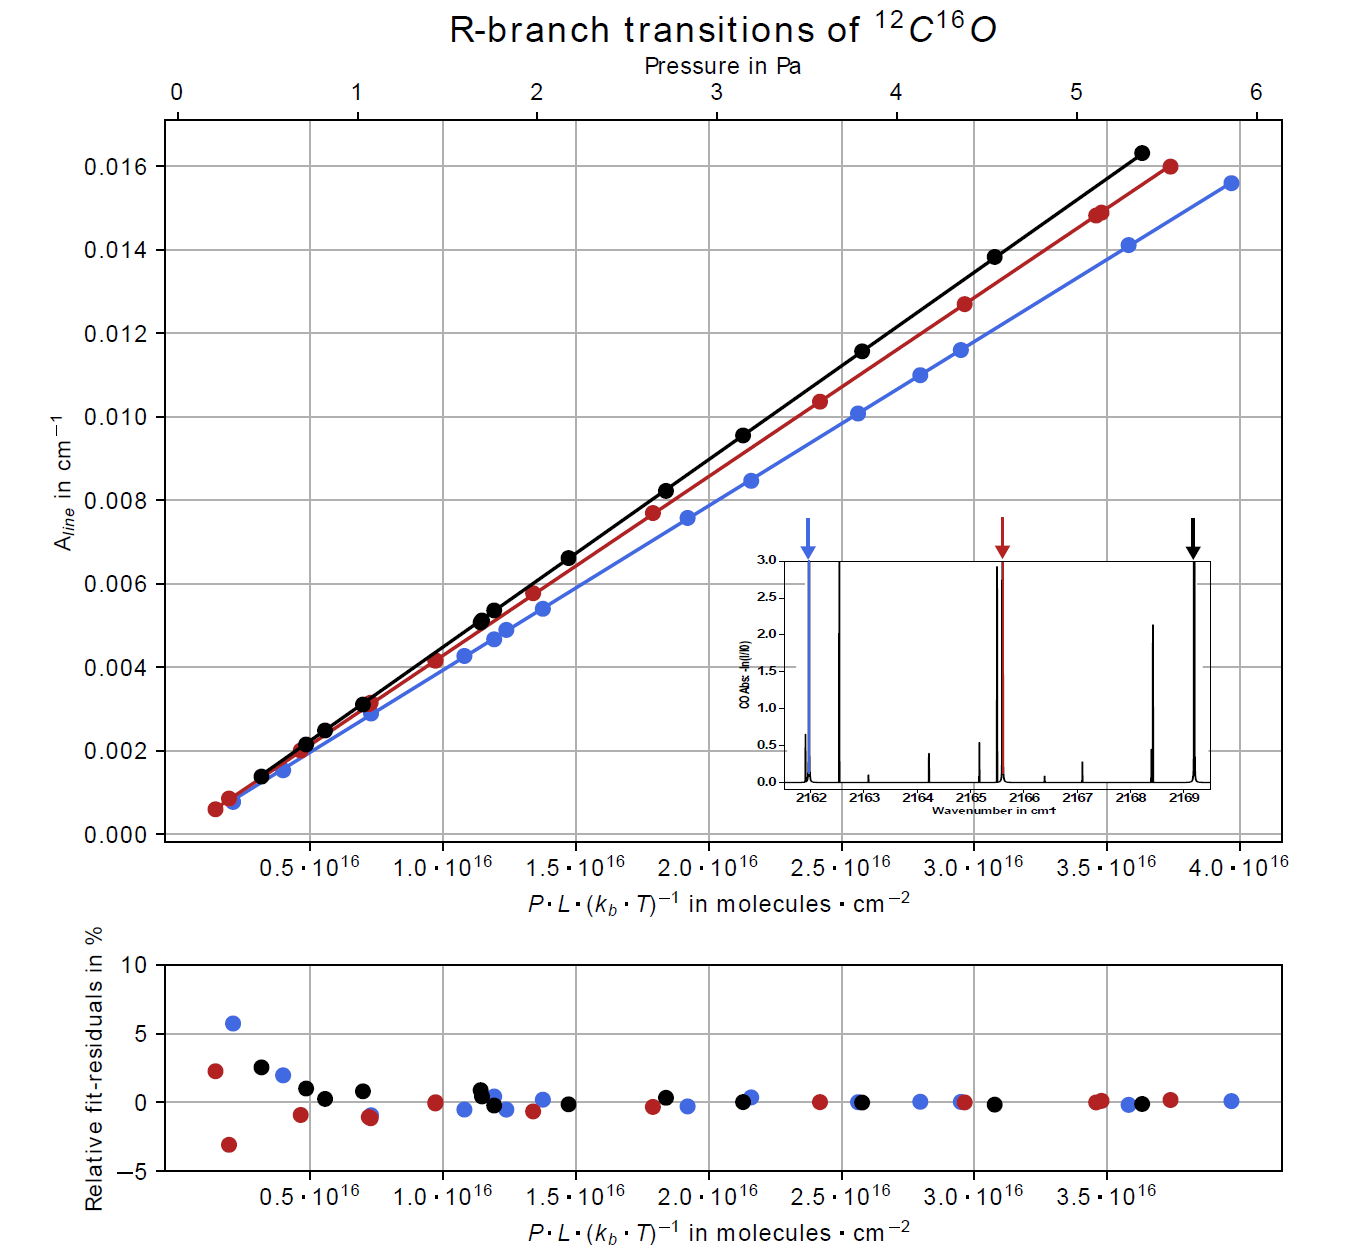 R-branch transitions of ¹²C¹⁶O
Pressure in Pa
0 1 2 3 4 5 6
A_line in cm⁻¹
0.016
0.014
0.012
0.010
0.008
0.006
0.004
0.002
0.000
CO Abs: -ln(I/I0)
3.0
2.5
2.0
1.5
1.0
0.5
0.0
2162 2163 2164 2165 2166 2167 2168 2169
Wavenumber in cm-1
0.5·10¹⁶ 1.0·10¹⁶ 1.5·10¹⁶ 2.0·10¹⁶ 2.5·10¹⁶ 3.0·10¹⁶ 3.5·10¹⁶ 4.0·10¹⁶
P·L·(k_b·T)⁻¹ in molecules·cm⁻²
Relative fit-residuals in %
10
5
0
−5
0.5·10¹⁶ 1.0·10¹⁶ 1.5·10¹⁶ 2.0·10¹⁶ 2.5·10¹⁶ 3.0·10¹⁶ 3.5·10¹⁶
P·L·(k_b·T)⁻¹ in molecules·cm⁻²